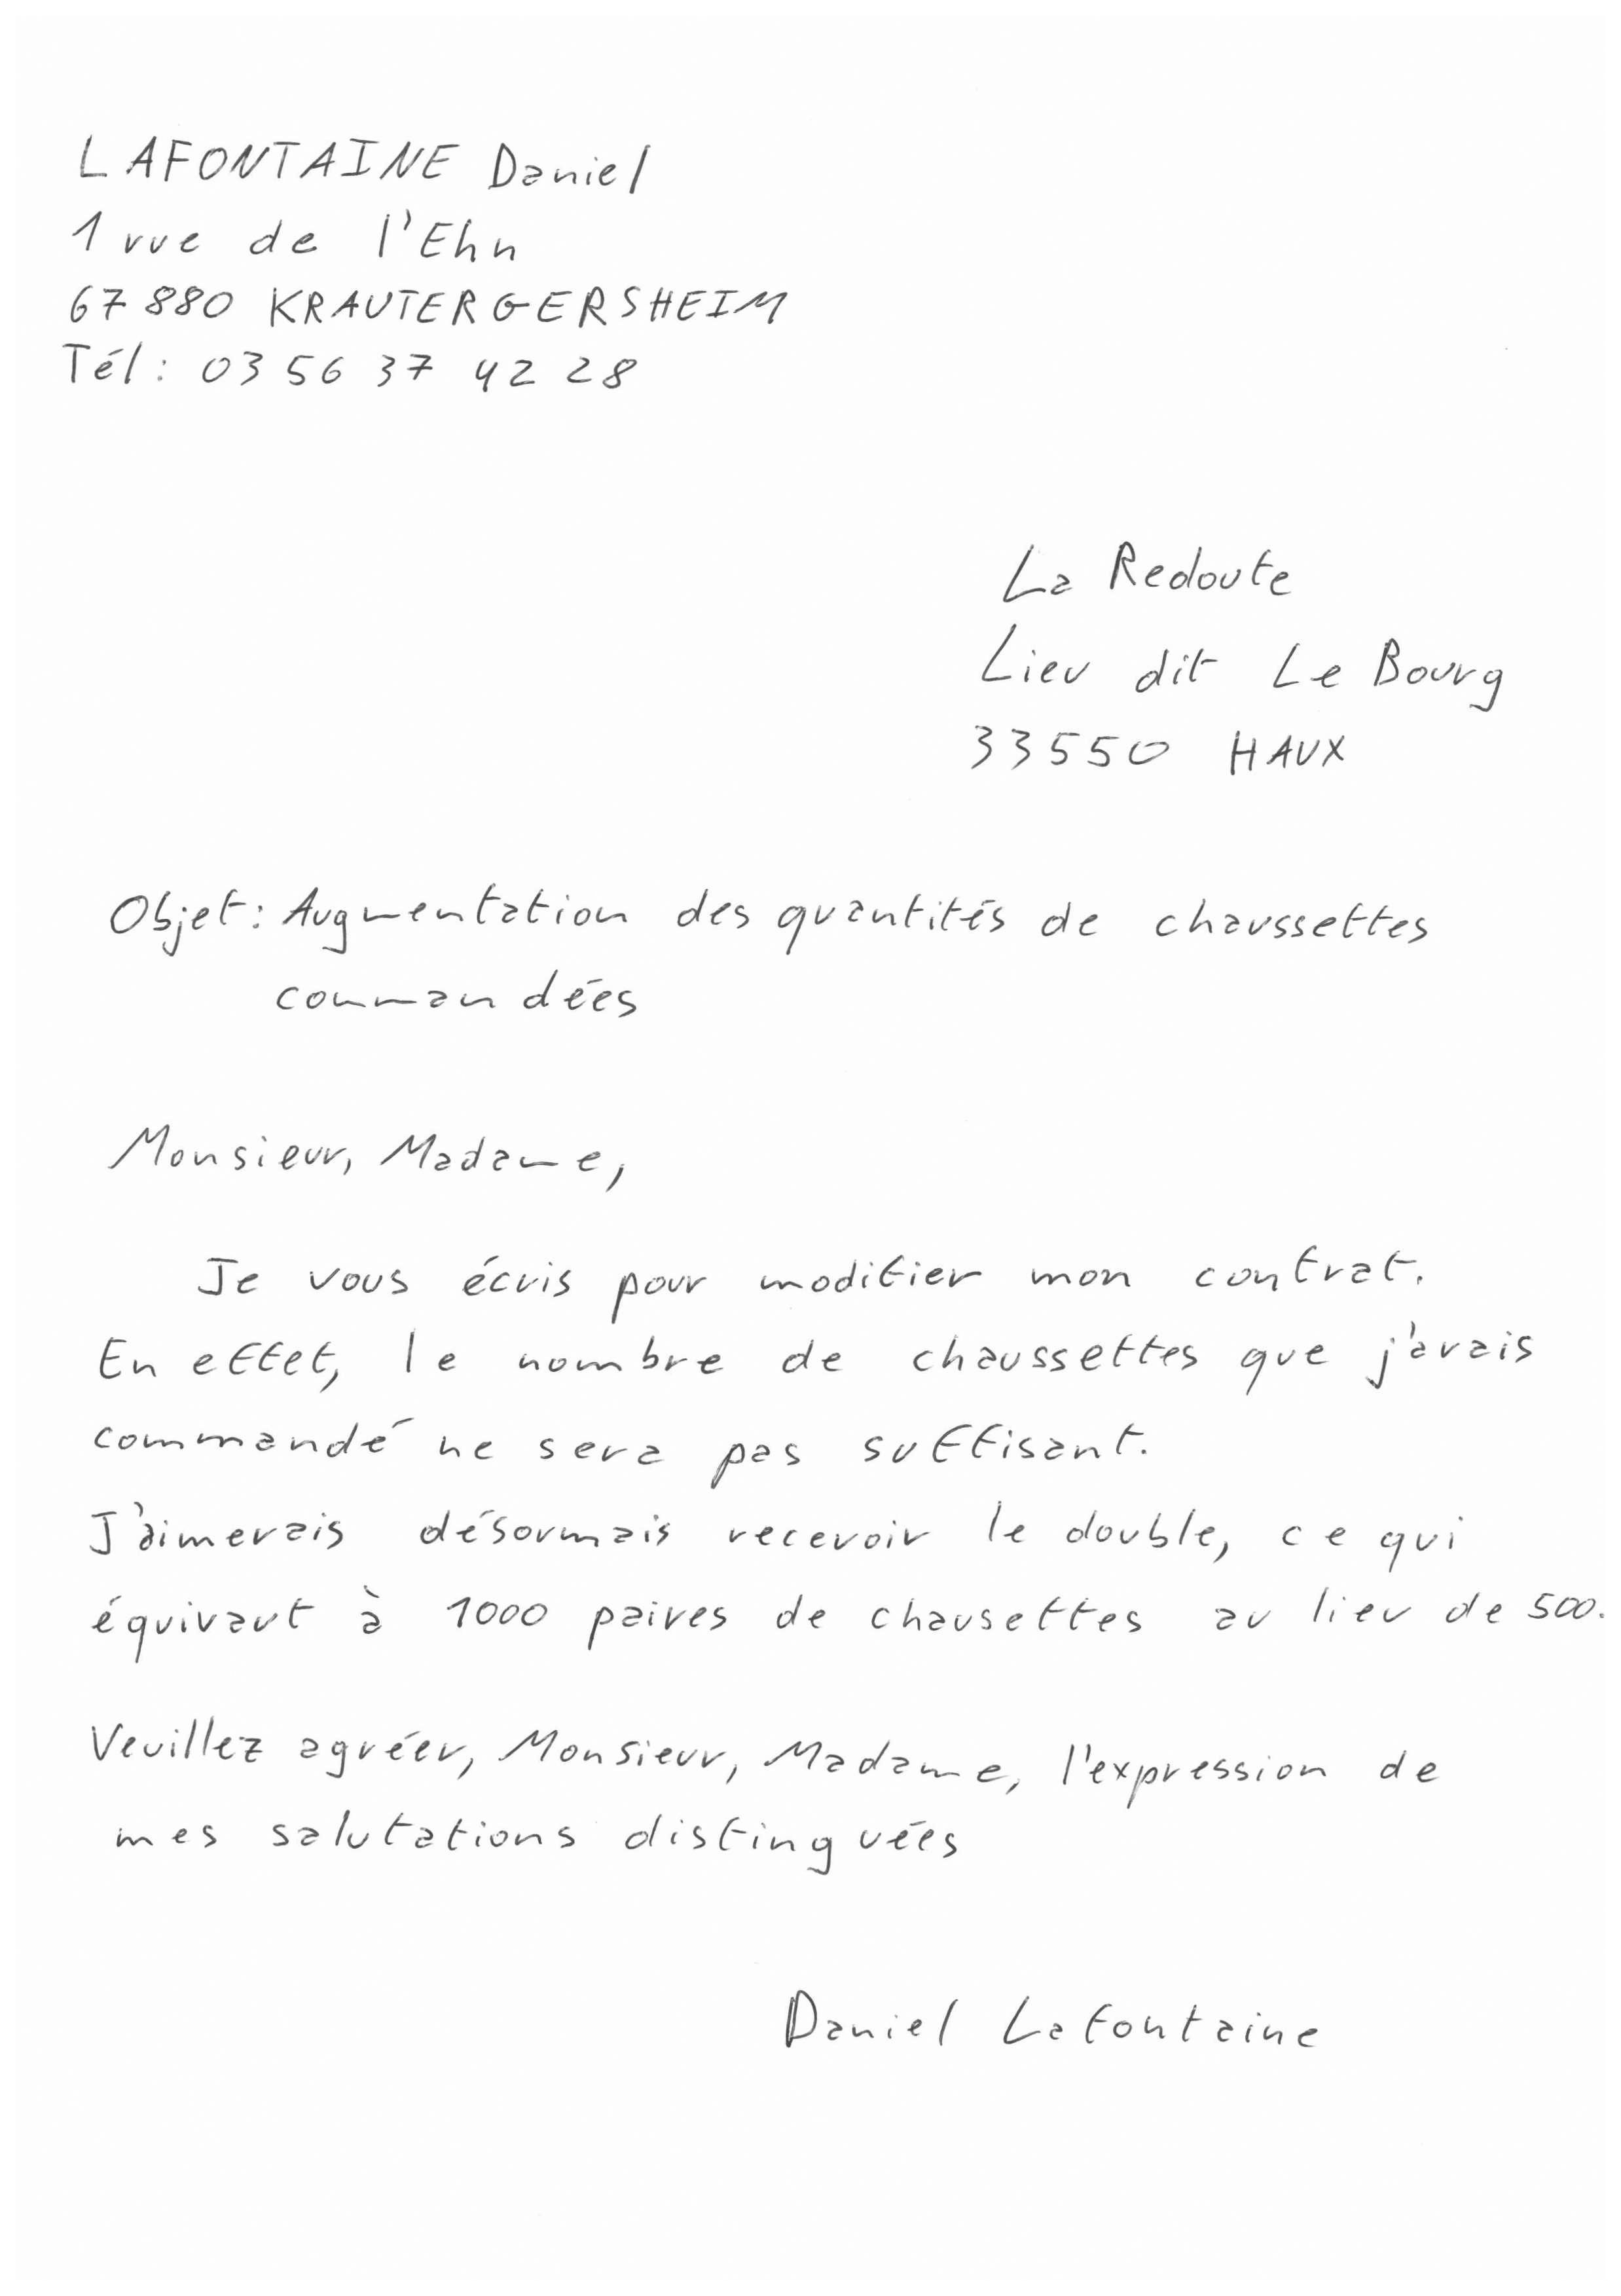 LAFONTAINE Daniel
1 rue de l'Ehn
67880 KRAUTERGERSHEIM
Tél : 03 56 37 42 28
La Redoute
Lieu dit Le Bourg
33550 HAUX
Objet : Augmentation des quantités de chaussettes
commandées
Monsieur, Madame,
Je vous écris pour modifier mon contrat.
En effet, le nombre de chaussettes que j'avais
commandé ne sera pas suffisant.
J'aimerais désormais recevoir le double, ce qui
équivaut à 1000 paires de chausettes au lieu de 500.
Veuillez agréer, Monsieur, Madame, l'expression de
mes salutations distinguées
Daniel Lafontaine